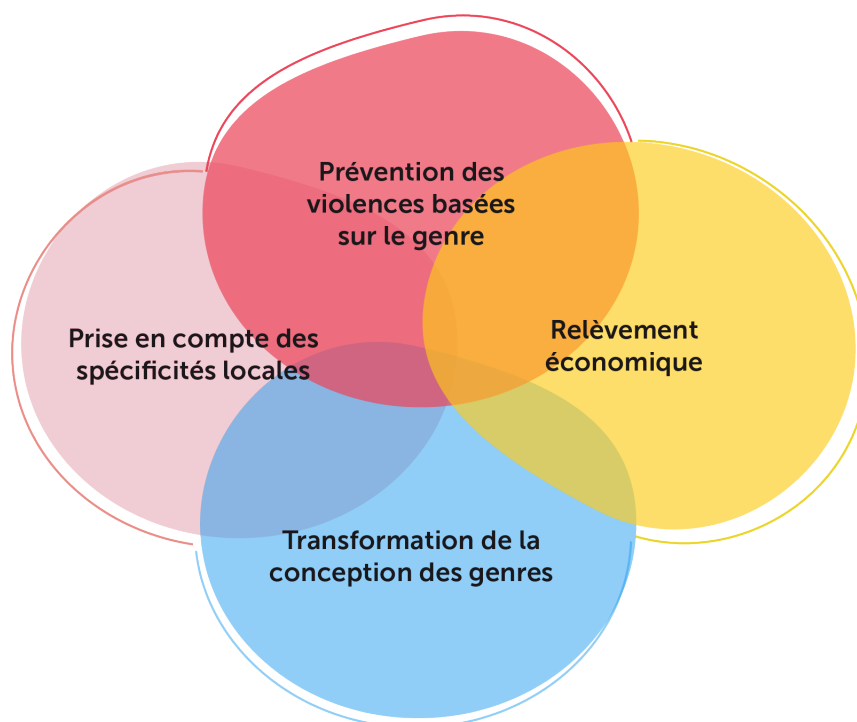 Prévention des
violences basées
sur le genre
Prise en compte des
spécificités locales
Relèvement
économique
Transformation de la
conception des genres